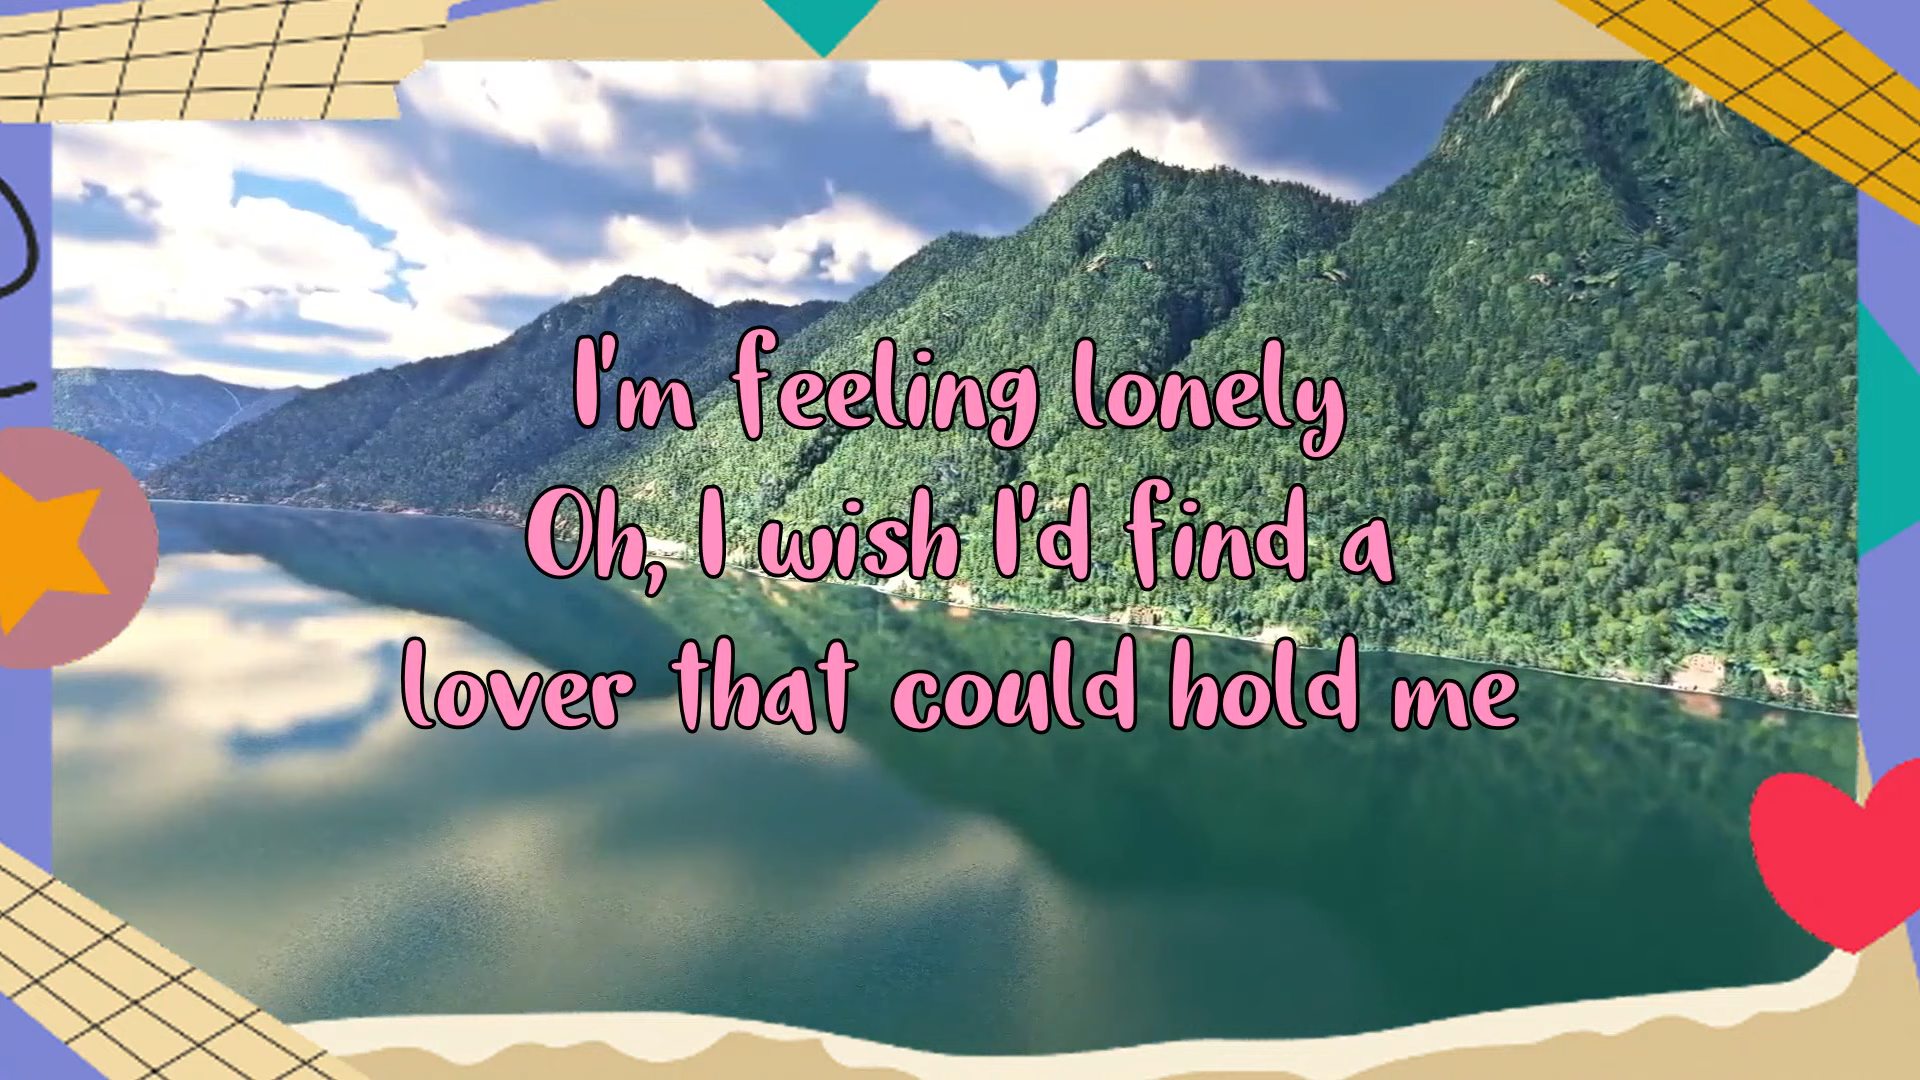 I'm feeling lonely
Oh, I wish I'd find a
lover that could hold me